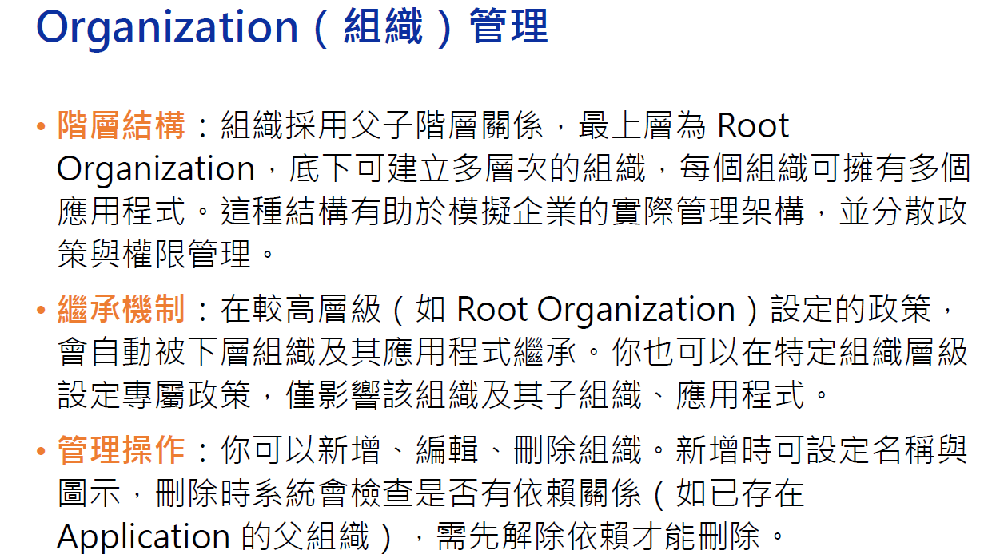 Organization（組織）管理
• 階層結構：組織採用父子階層關係，最上層為 Root
Organization，底下可建立多層次的組織，每個組織可擁有多個
應用程式。這種結構有助於模擬企業的實際管理架構，並分散政
策與權限管理。
• 繼承機制：在較高層級（如 Root Organization）設定的政策，
會自動被下層組織及其應用程式繼承。你也可以在特定組織層級
設定專屬政策，僅影響該組織及其子組織、應用程式。
• 管理操作：你可以新增、編輯、刪除組織。新增時可設定名稱與
圖示，刪除時系統會檢查是否有依賴關係（如已存在
Application 的父組織），需先解除依賴才能刪除。